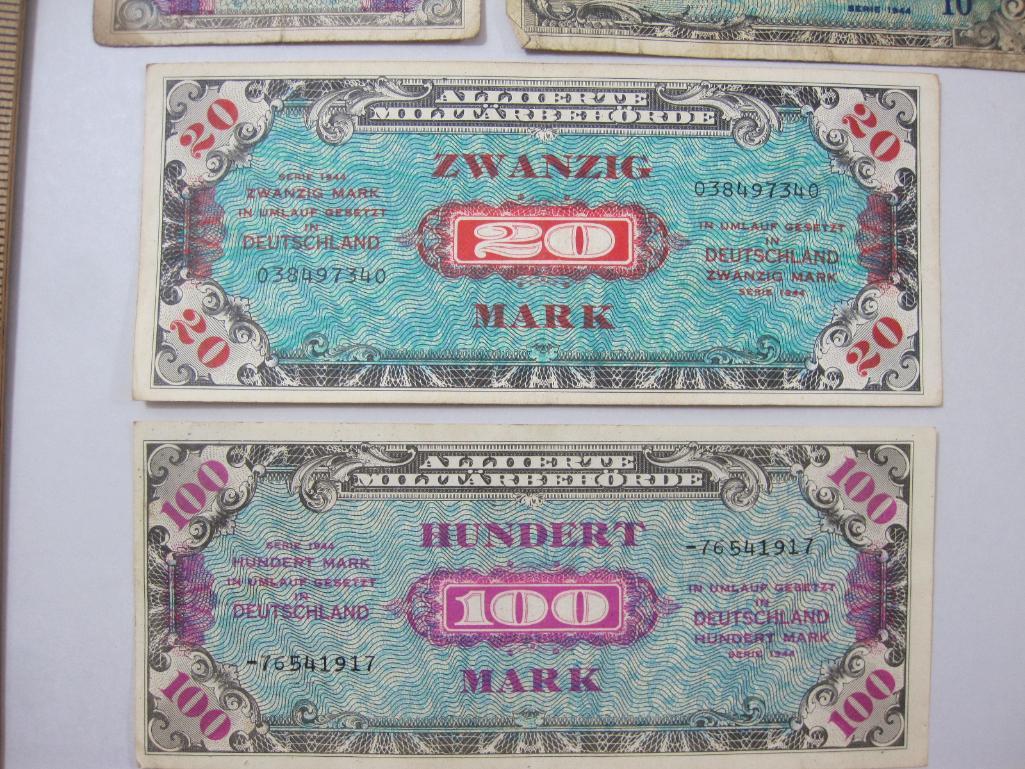 SERIE 1944
10
ALLIIERTE
MILITÄRBEHÖRDE
20
20
ZWANZIG
SERIE 1944
ZWANZIG MARK
IN UMLAUF GESETZT
IN
DEUTSCHLAND
038497340
20
038497340
IN UMLAUF GESETZT
IN
DEUTSCHLAND
ZWANZIG MARK
SERIE 1944
MARK
20
20
ALLIIERTE
MILITÄRBEHÖRDE
100
100
HUNDERT
SERIE 1944
HUNDERT MARK
IN UMLAUF GESETZT
IN
DEUTSCHLAND
-76541917
100
-76541917
IN UMLAUF GESETZT
IN
DEUTSCHLAND
HUNDERT MARK
SERIE 1944
MARK
100
100